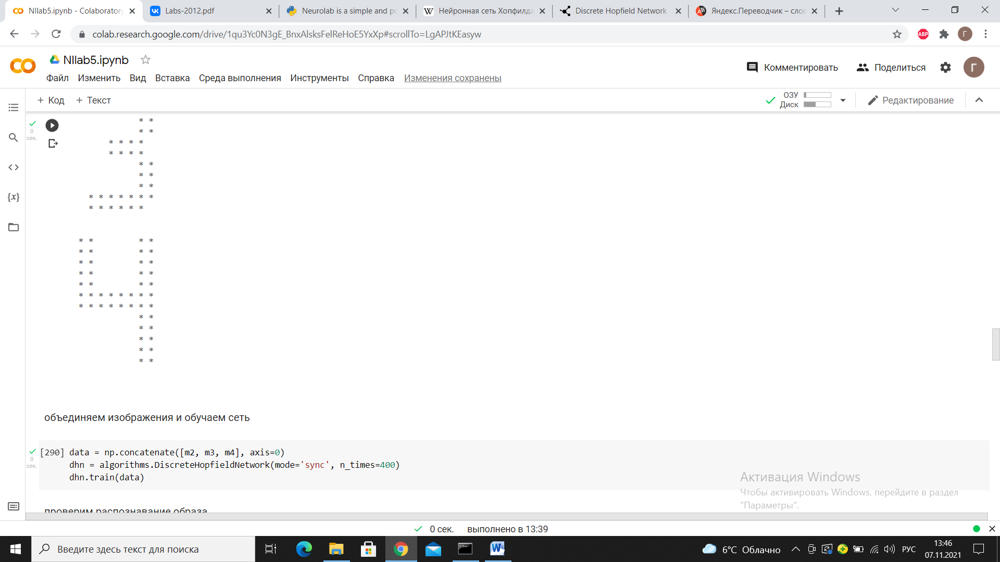 NIlab5.ipynb - Colaboratory
Labs-2012.pdf
Neurolab is a simple and po
Нейронная сеть Хопфилда
Discrete Hopfield Network
Яндекс.Переводчик – слов
colab.research.google.com/drive/1qu3Yc0N3gE_BnxAlsksFelReHoE5YxXp#scrollTo=LgAPJtKEasyw
ABP
Г
NIlab5.ipynb
Комментировать
Поделиться
Г
Файл Изменить Вид Вставка Среда выполнения Инструменты Справка Изменения сохранены
+ Код + Текст
ОЗУ
Диск
Редактирование
0
сек.
* *
* *
* * * *
* * * *
* *
* *
* *
* * * * * * *
* * * * * *
* * * *
* * * *
* * * *
* * * *
* * * *
* * * * * * * *
* * * * * * * *
* *
* *
* *
* *
* *
объединяем изображения и обучаем сеть
0
сек.
[290] data = np.concatenate([m2, m3, m4], axis=0)
dhn = algorithms.DiscreteHopfieldNetwork(mode='sync', n_times=400)
dhn.train(data)
Активация Windows
Чтобы активировать Windows, перейдите в раздел
"Параметры".
проверим распознавание образа
0 сек. выполнено в 13:39
Введите здесь текст для поиска
6°C Облачно
РУС
13:46
07.11.2021